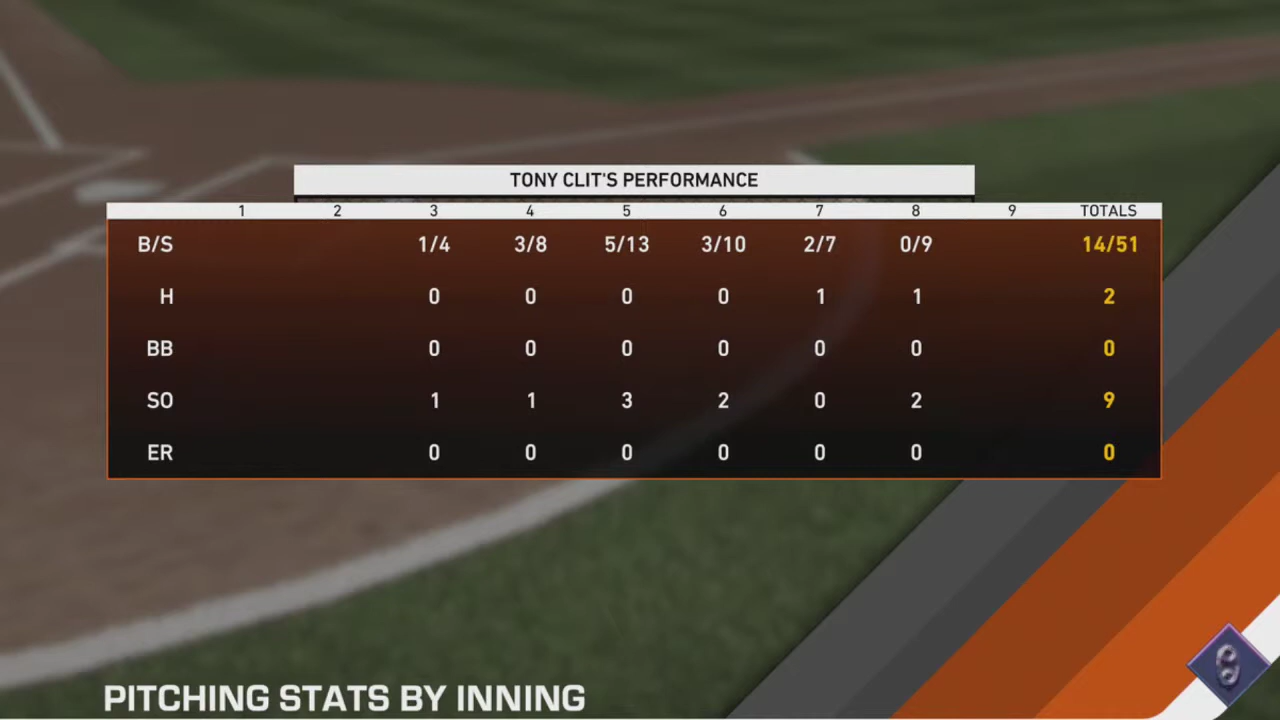 TONY CLIT'S PERFORMANCE
1 2 3 4 5 6 7 8 9 TOTALS
B/S 1/4 3/8 5/13 3/10 2/7 0/9 14/51
H 0 0 0 0 1 1 2
BB 0 0 0 0 0 0 0
SO 1 1 3 2 0 2 9
ER 0 0 0 0 0 0 0
PITCHING STATS BY INNING